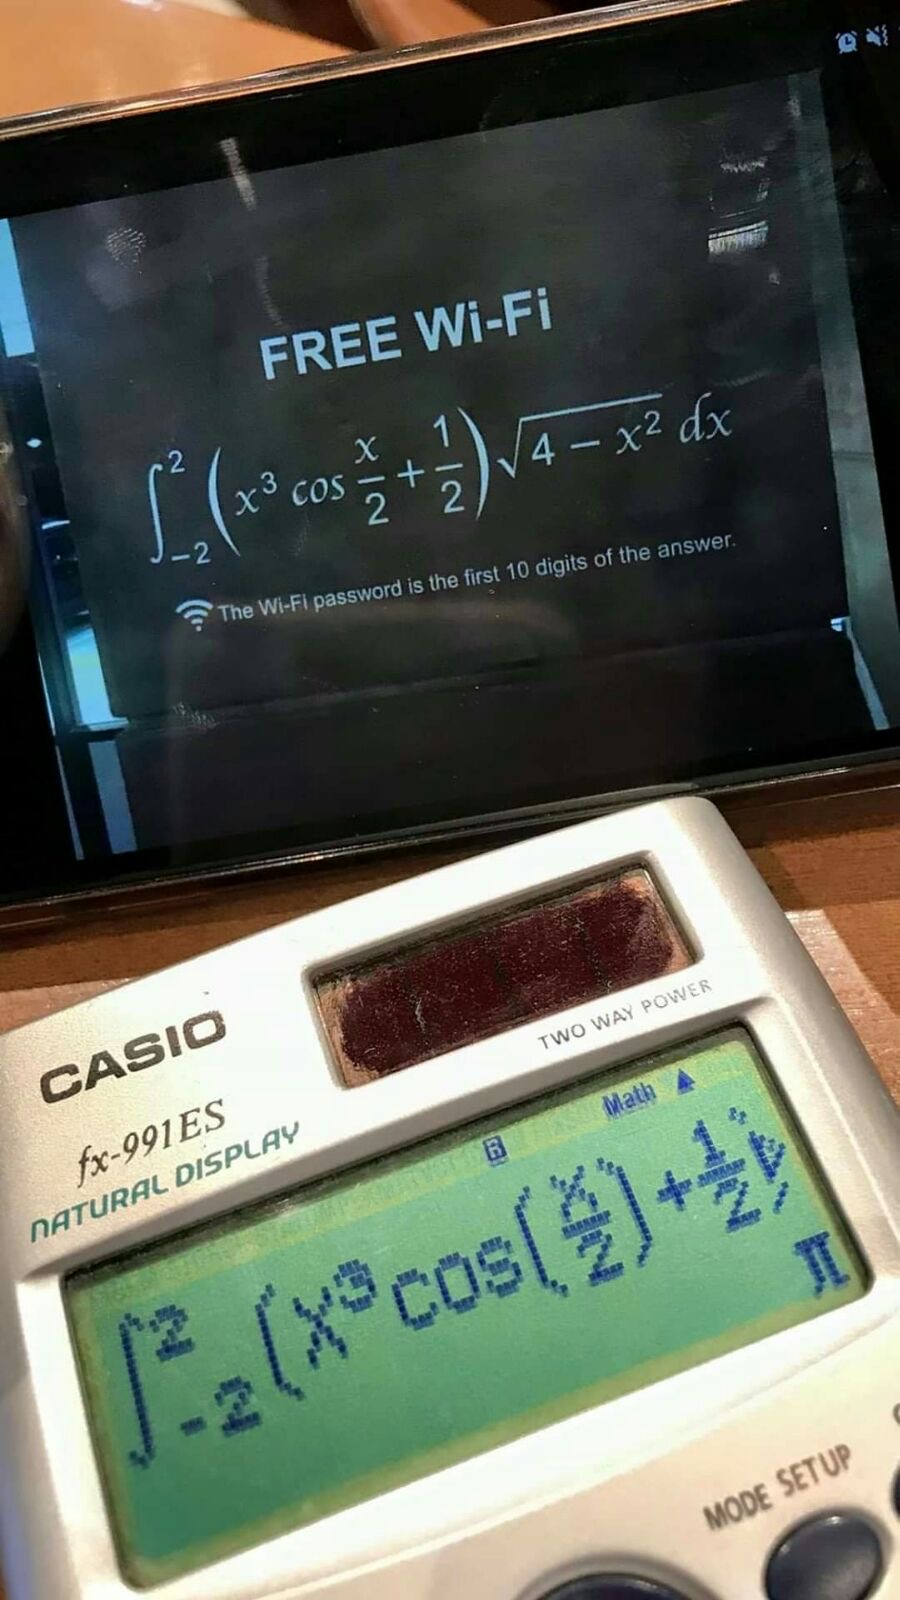 FREE Wi-Fi
∫₋₂² (x³ cos x/2 + 1/2) √(4 − x²) dx
The Wi-Fi password is the first 10 digits of the answer.
TWO WAY POWER
CASIO
fx-991ES
NATURAL DISPLAY
Math ▲
∫₋₂² (X³ cos(X/2) + 1/2)
π
MODE SETUP